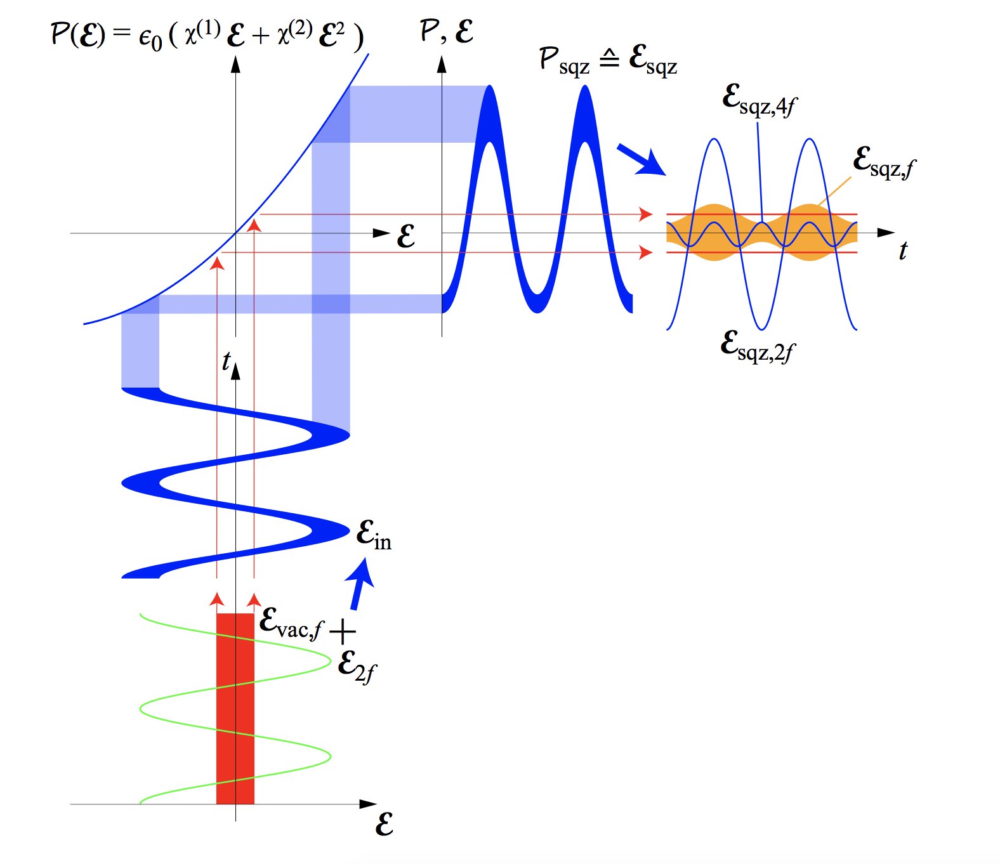 𝒫(ℰ) = ϵ₀ ( χ⁽¹⁾ ℰ + χ⁽²⁾ ℰ² )
𝒫, ℰ
𝒫sqz ≙ ℰsqz
ℰsqz,4f
ℰsqz,f
ℰ
t
ℰsqz,2f
t
ℰin
ℰvac,f +
ℰ2f
ℰ